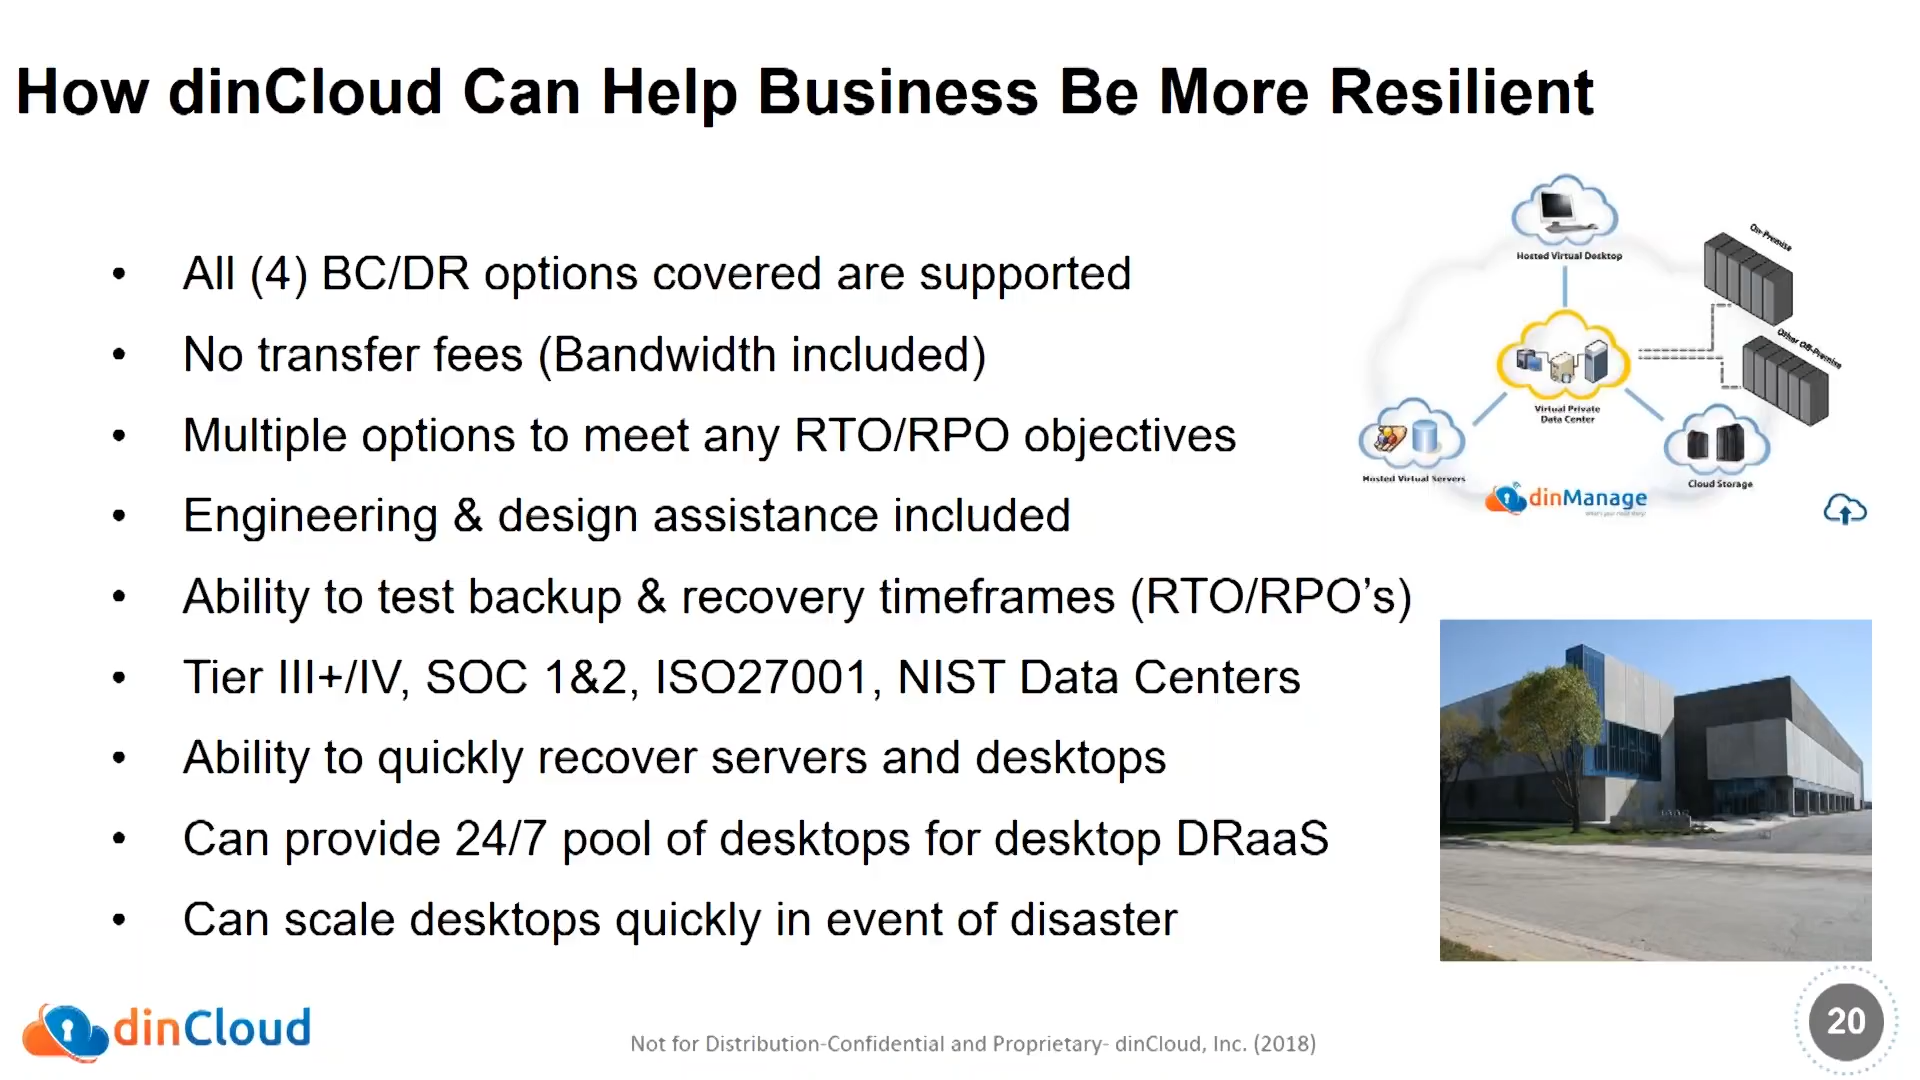 How dinCloud Can Help Business Be More Resilient
• All (4) BC/DR options covered are supported
• No transfer fees (Bandwidth included)
• Multiple options to meet any RTO/RPO objectives
• Engineering & design assistance included
• Ability to test backup & recovery timeframes (RTO/RPO’s)
• Tier III+/IV, SOC 1&2, ISO27001, NIST Data Centers
• Ability to quickly recover servers and desktops
• Can provide 24/7 pool of desktops for desktop DRaaS
• Can scale desktops quickly in event of disaster
Hosted Virtual Desktop
On-Premise
Other Off-Premise
Virtual Private
Data Center
Hosted Virtual Servers
Cloud Storage
dinManage
dinCloud
Not for Distribution-Confidential and Proprietary- dinCloud, Inc. (2018)
20